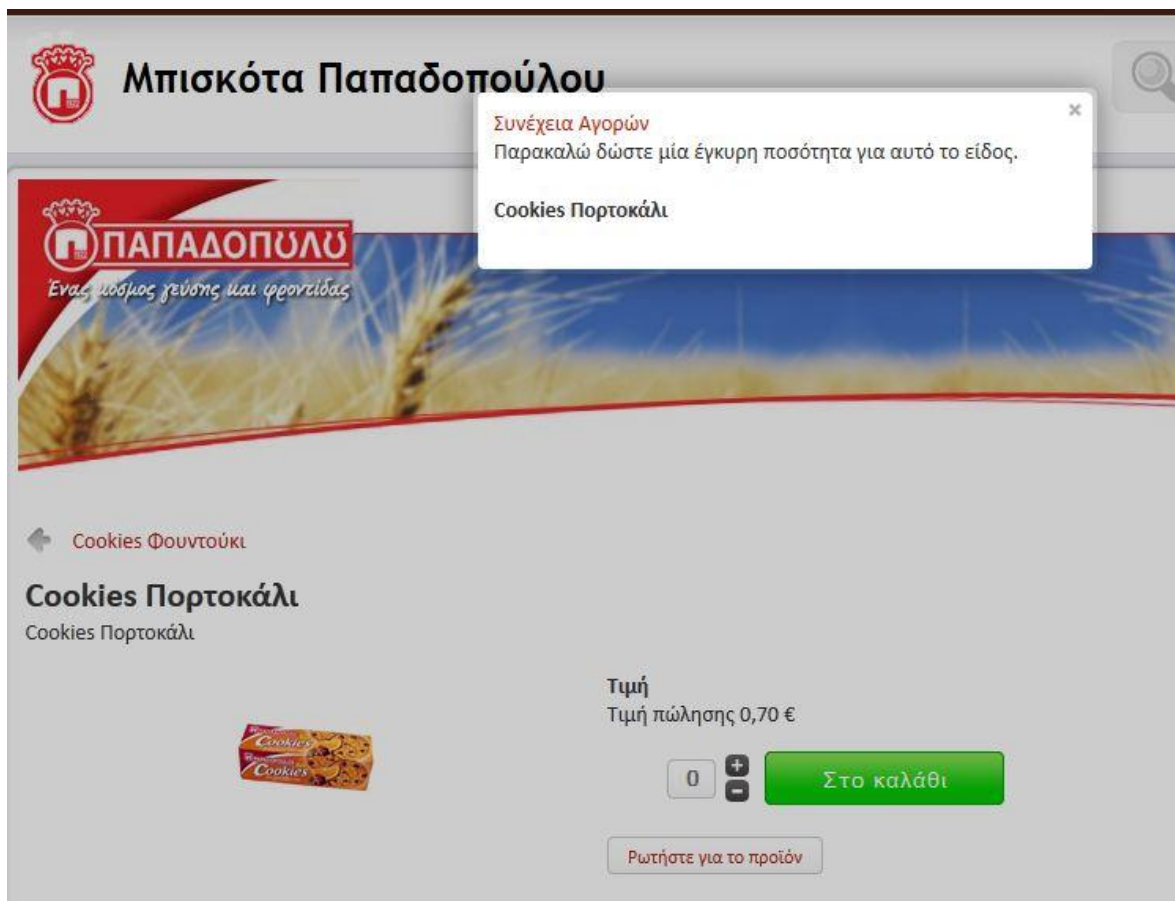 Μπισκότα Παπαδοπούλου
Συνέχεια Αγορών
Παρακαλώ δώστε μία έγκυρη ποσότητα για αυτό το είδος.
Cookies Πορτοκάλι
ΠΑΠΑΔΟΠΟΥΛΟΥ
Ένας κόσμος γεύσης και φροντίδας
Cookies Φουντούκι
Cookies Πορτοκάλι
Cookies Πορτοκάλι
Τιμή
Τιμή πώλησης 0,70 €
0
Στο καλάθι
Cookies
Cookies
Ρωτήστε για το προϊόν